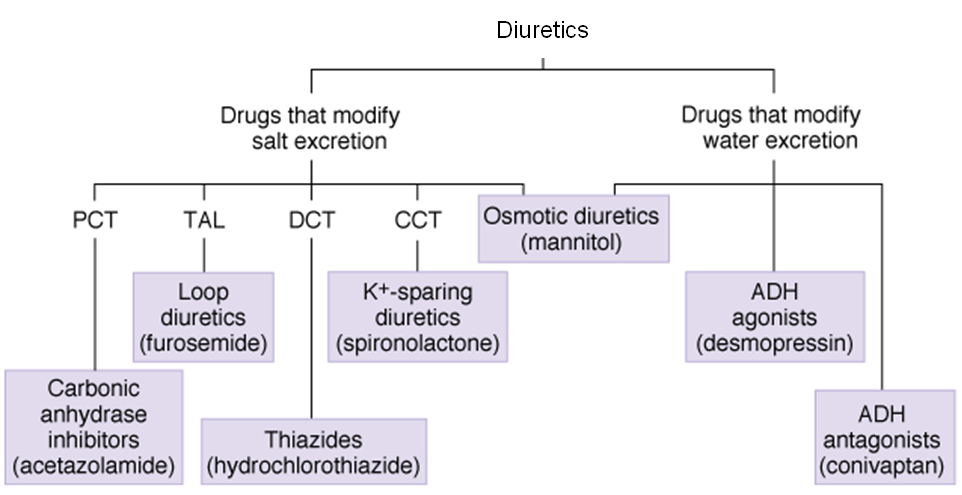 Diuretics
Drugs that modify
salt excretion
Drugs that modify
water excretion
PCT
TAL
DCT
CCT
Osmotic diuretics
(mannitol)
Loop
diuretics
(furosemide)
K+-sparing
diuretics
(spironolactone)
ADH
agonists
(desmopressin)
Carbonic
anhydrase
inhibitors
(acetazolamide)
Thiazides
(hydrochlorothiazide)
ADH
antagonists
(conivaptan)